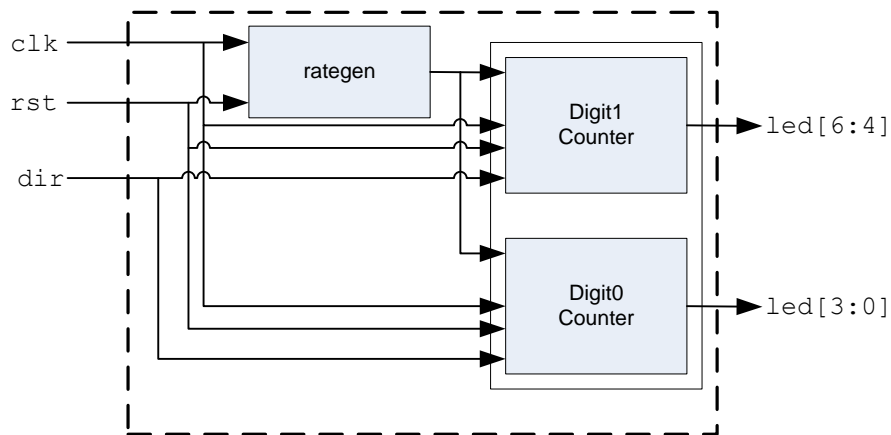 clk
rategen
rst
Digit1
Counter
led[6:4]
dir
Digit0
Counter
led[3:0]